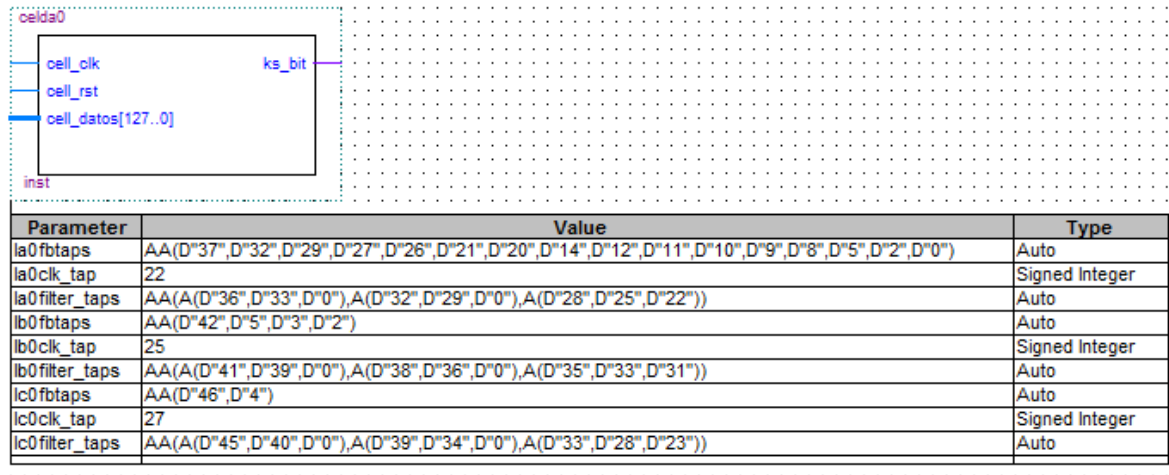 celda0
cell_clk ks_bit
cell_rst
cell_datos[127..0]
inst
Parameter Value Type
la0fbtaps AA(D"37",D"32",D"29",D"27",D"26",D"21",D"20",D"14",D"12",D"11",D"10",D"9",D"8",D"5",D"2",D"0") Auto
la0clk_tap 22 Signed Integer
la0filter_taps AA(A(D"36",D"33",D"0"),A(D"32",D"29",D"0"),A(D"28",D"25",D"22")) Auto
lb0fbtaps AA(D"42",D"5",D"3",D"2") Auto
lb0clk_tap 25 Signed Integer
lb0filter_taps AA(A(D"41",D"39",D"0"),A(D"38",D"36",D"0"),A(D"35",D"33",D"31")) Auto
lc0fbtaps AA(D"46",D"4") Auto
lc0clk_tap 27 Signed Integer
lc0filter_taps AA(A(D"45",D"40",D"0"),A(D"39",D"34",D"0"),A(D"33",D"28",D"23")) Auto